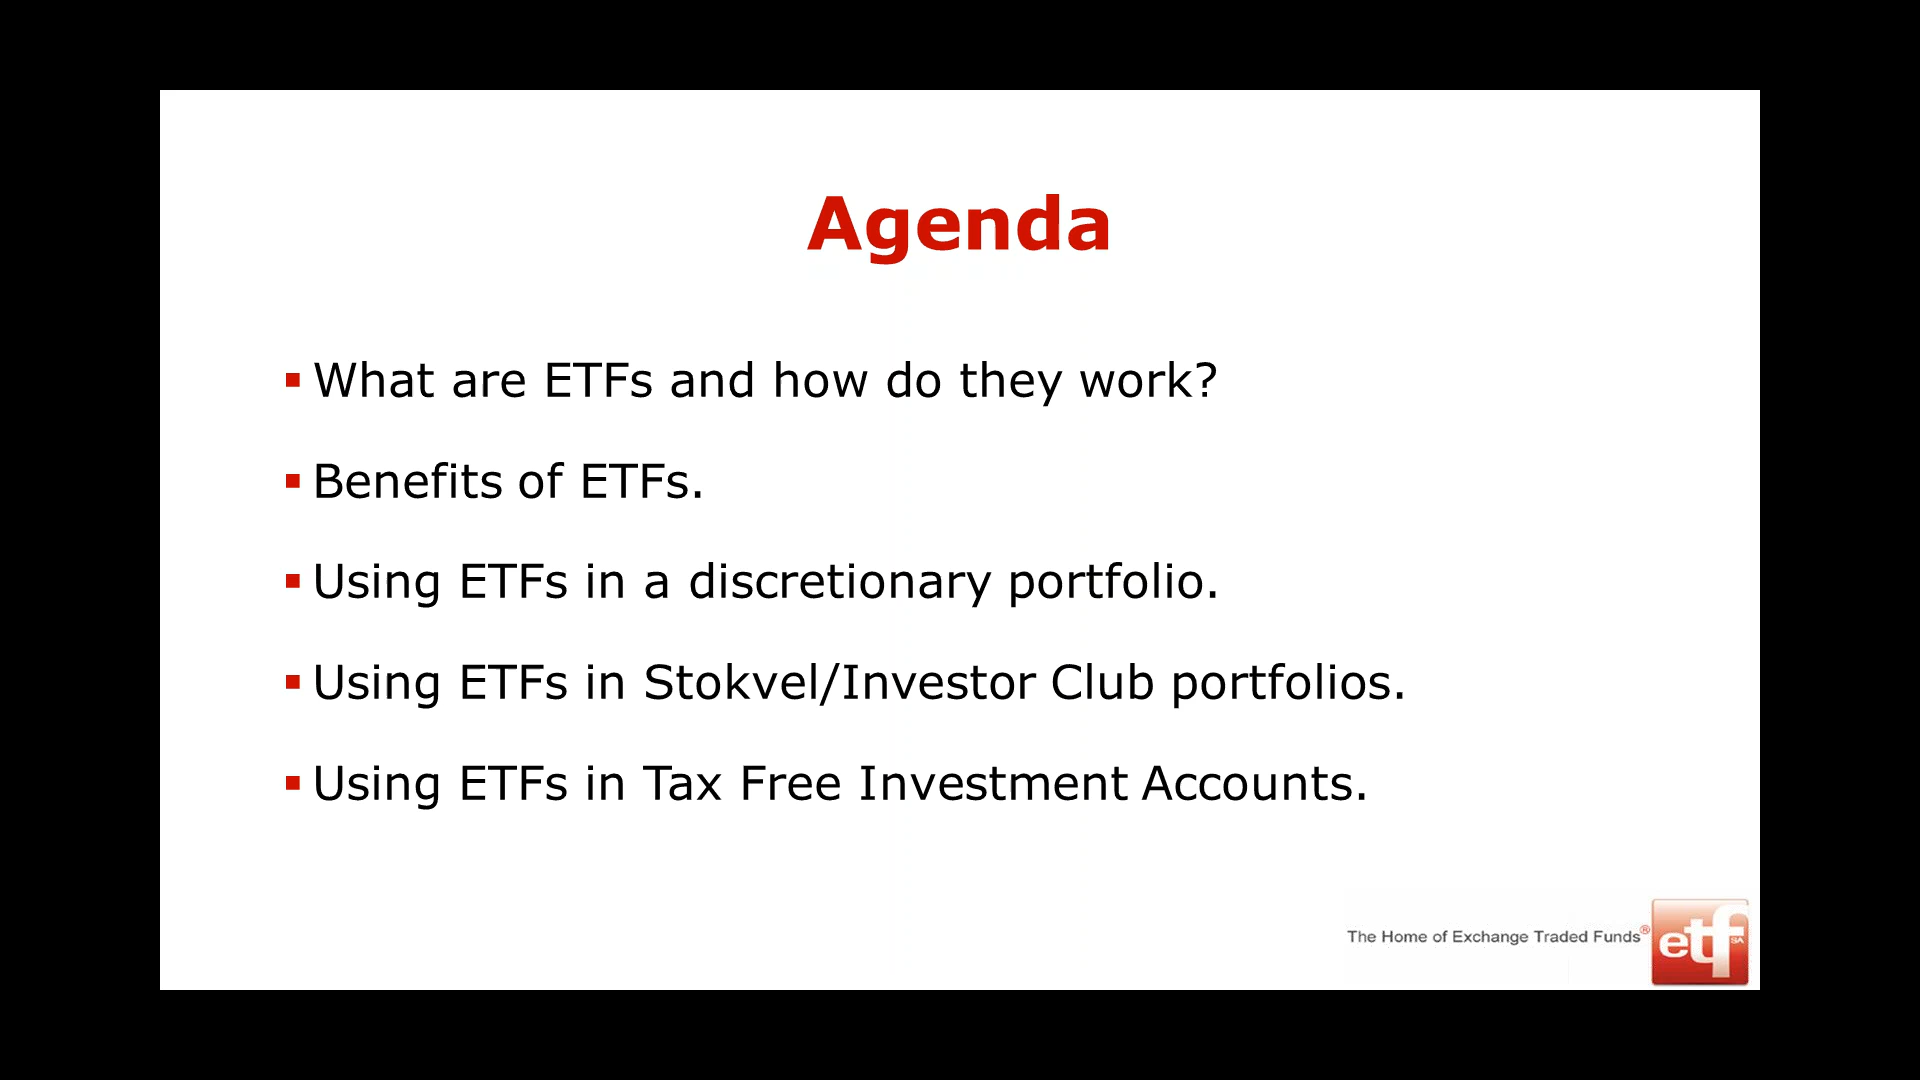 Agenda
▪ What are ETFs and how do they work?
▪ Benefits of ETFs.
▪ Using ETFs in a discretionary portfolio.
▪ Using ETFs in Stokvel/Investor Club portfolios.
▪ Using ETFs in Tax Free Investment Accounts.
The Home of Exchange Traded Funds®
etf
SA